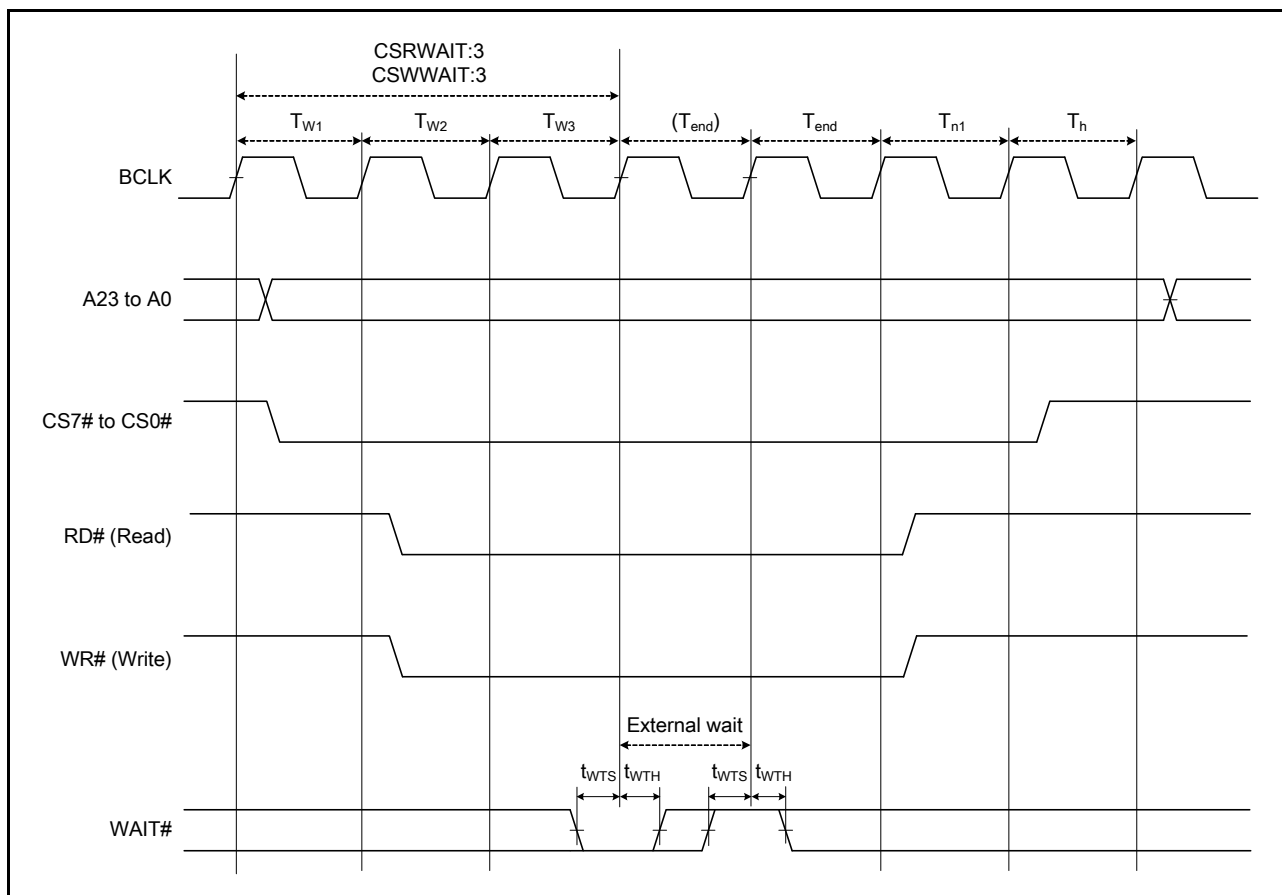 CSRWAIT:3
CSWWAIT:3
TW1 TW2 TW3 (Tend) Tend Tn1 Th
BCLK
A23 to A0
CS7# to CS0#
RD# (Read)
WR# (Write)
External wait
tWTS tWTH tWTS tWTH
WAIT#